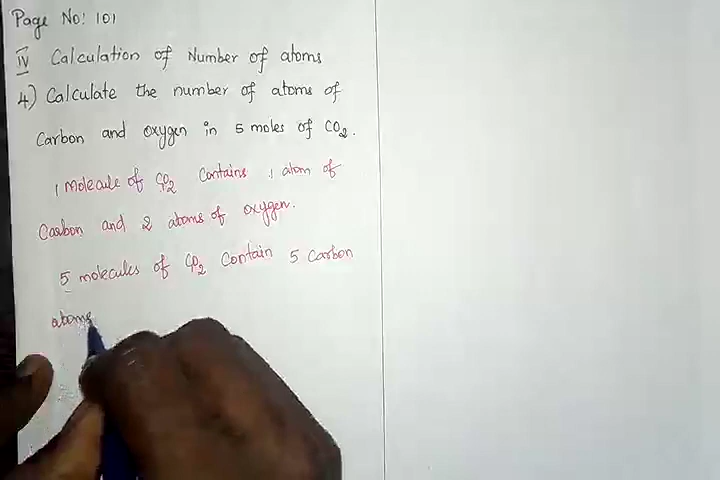 Page No: 101
IV Calculation of Number of atoms
4) Calculate the number of atoms of
Carbon and oxygen in 5 moles of CO2.
1 molecule of CO2 contains 1 atom of
Carbon and 2 atoms of oxygen.
5 molecules of CO2 Contain 5 Carbon
atoms